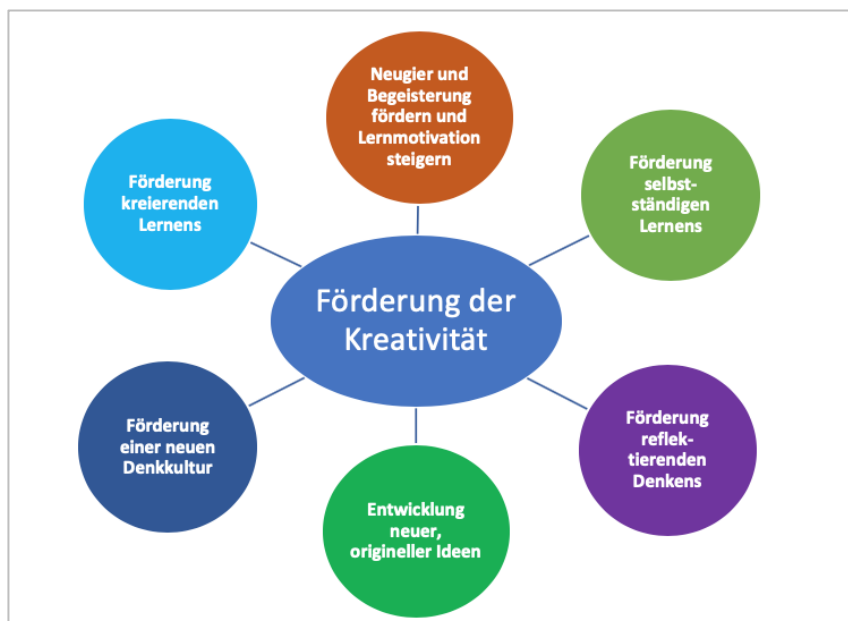 Neugier und
Begeisterung
fördern und
Lernmotivation
steigern
Förderung
kreierenden
Lernens
Förderung
selbst-
ständigen
Lernens
Förderung der
Kreativität
Förderung
einer neuen
Denkkultur
Förderung
reflek-
tierenden
Denkens
Entwicklung
neuer,
origineller Ideen